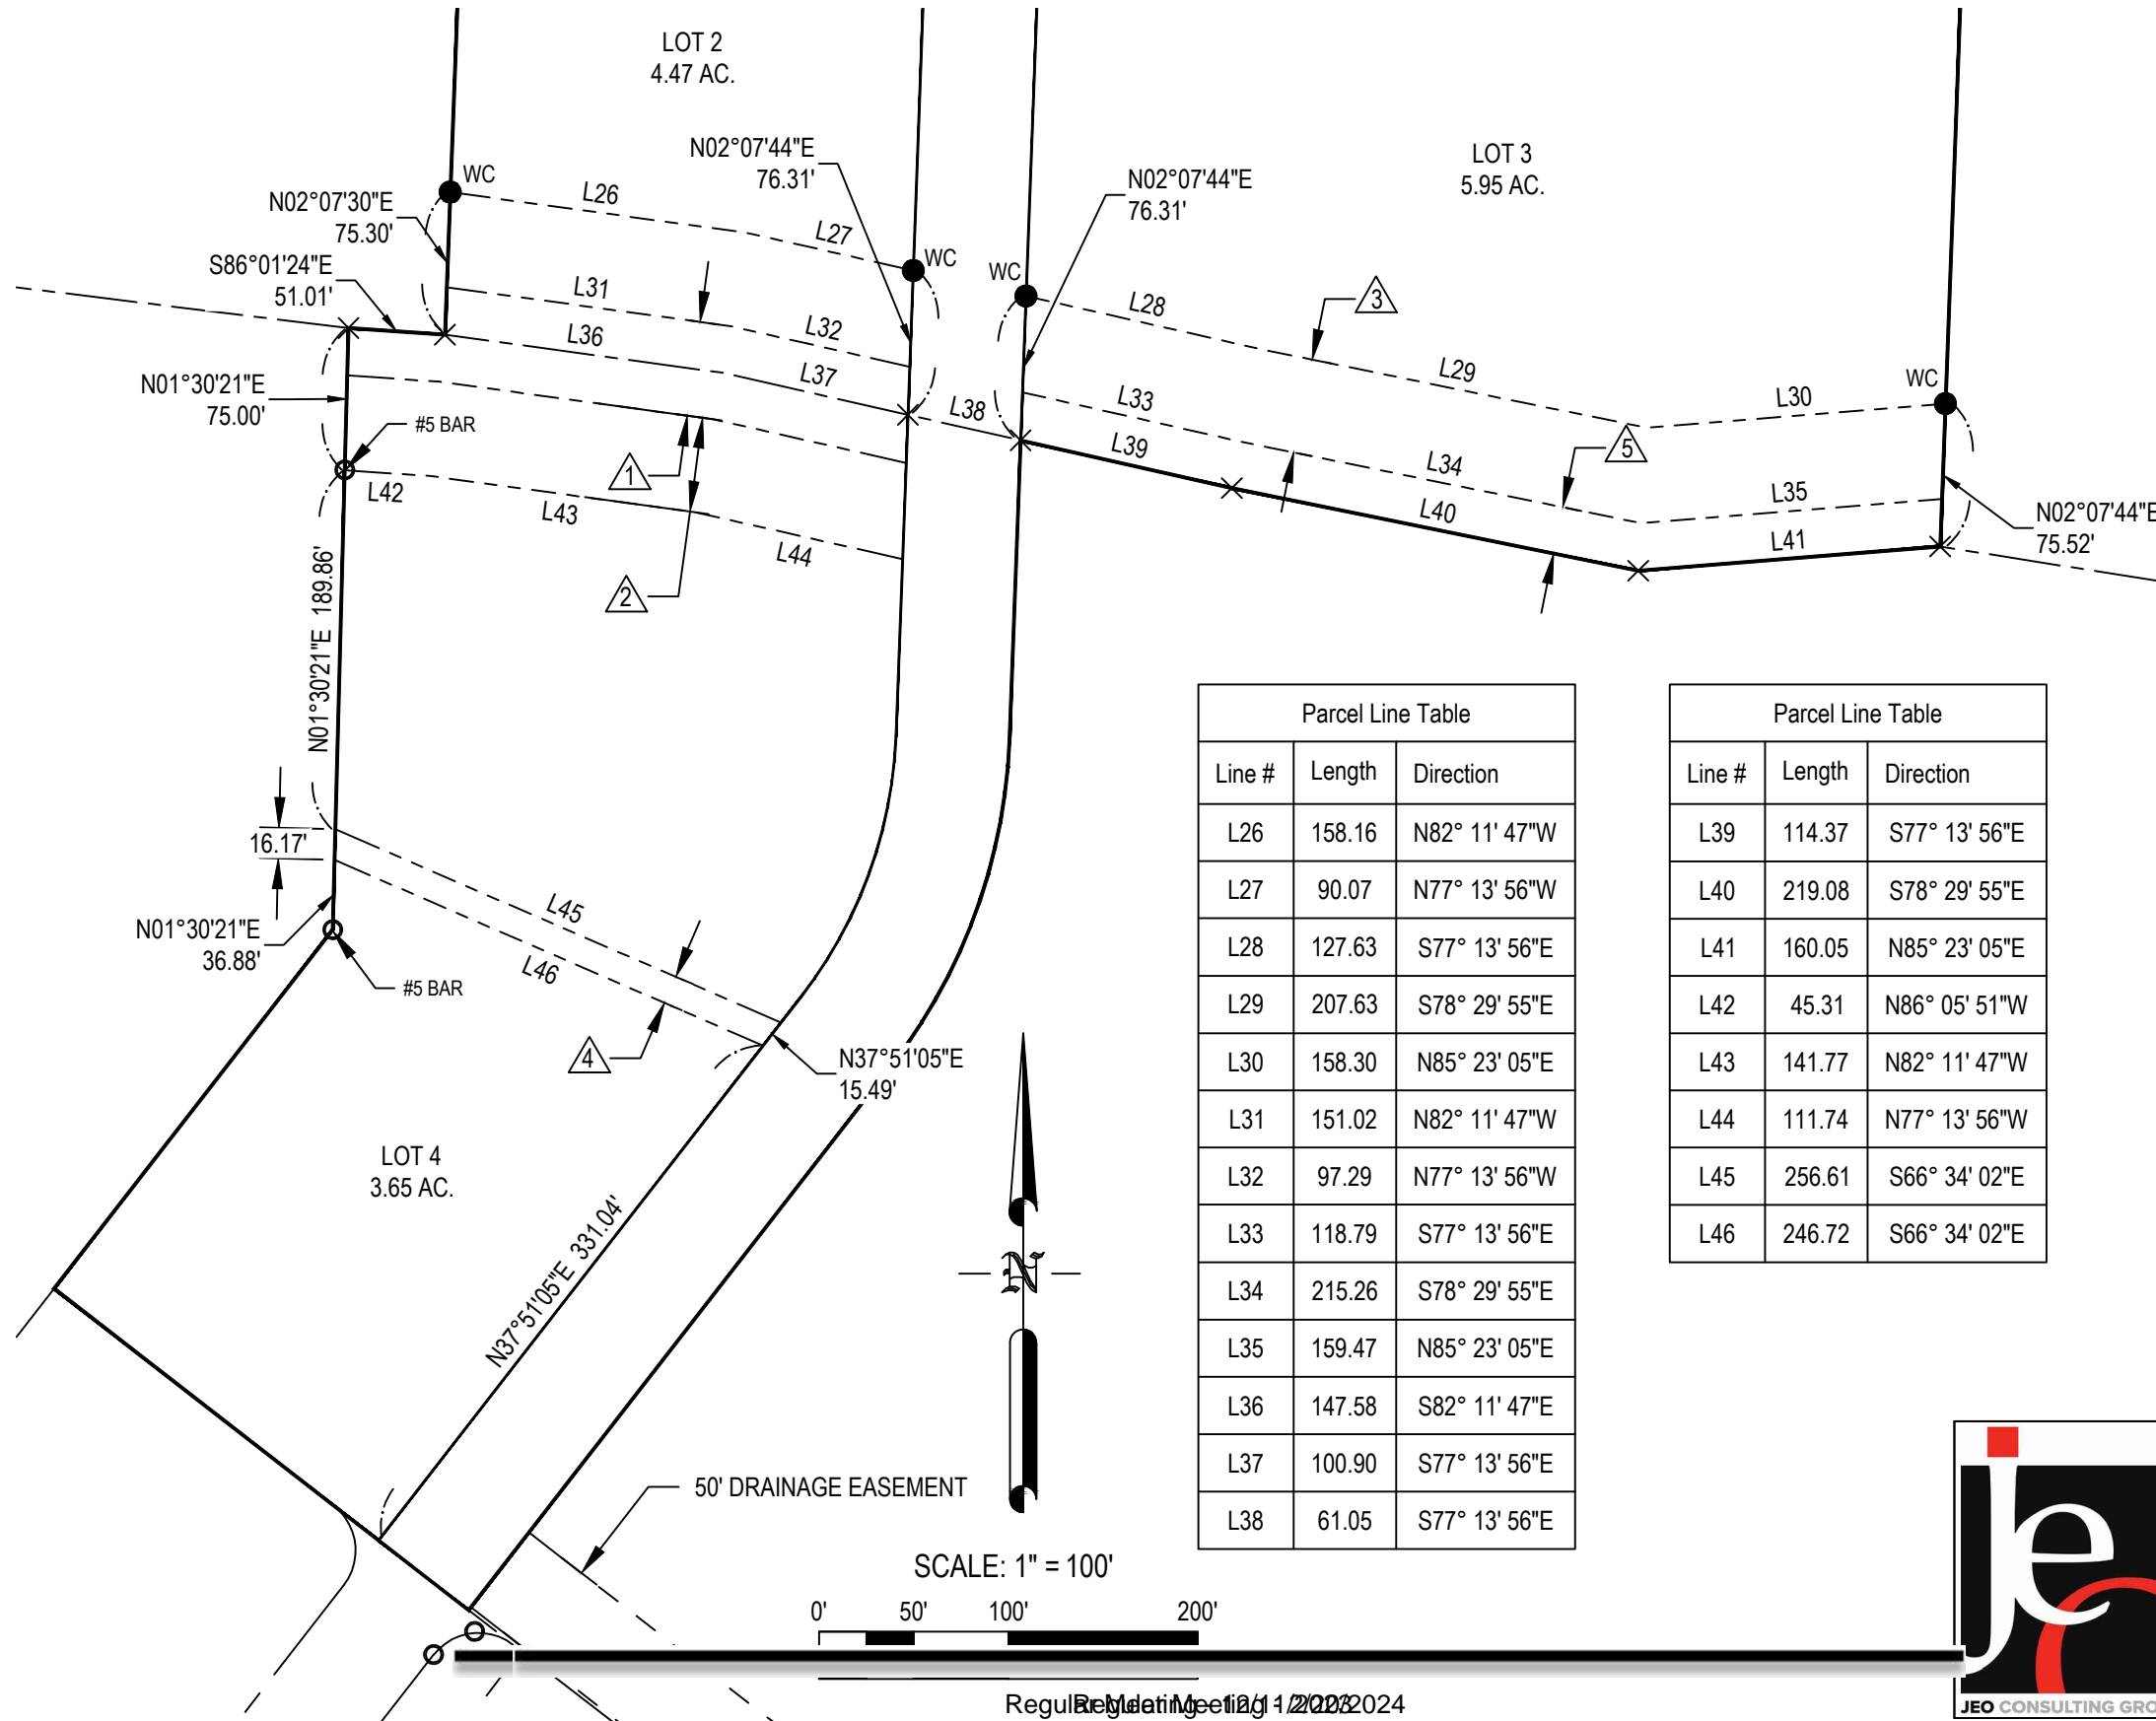 LOT 2
4.47 AC.
N02°07'44"E
76.31'
LOT 3
5.95 AC.
N02°07'44"E
76.31'
WC
L26
N02°07'30"E
75.30'
L27
WC
WC
S86°01'24"E
51.01'
L31
L28
3
L32
L36
L37
L29
WC
L30
N01°30'21"E
75.00'
L33
L38
#5 BAR
L39
5
L34
1
L42
L43
L40
L35
L41
N02°07'44"E
75.52'
L44
2
N01°30'21"E 189.86'
16.17'
L45
N01°30'21"E
36.88'
L46
#5 BAR
4
N37°51'05"E
15.49'
LOT 4
3.65 AC.
N37°51'05"E 331.04'
N
50' DRAINAGE EASEMENT
SCALE: 1" = 100'
0' 50' 100' 200'
Parcel Line Table
Line # Length Direction
L26 158.16 N82° 11' 47"W
L27 90.07 N77° 13' 56"W
L28 127.63 S77° 13' 56"E
L29 207.63 S78° 29' 55"E
L30 158.30 N85° 23' 05"E
L31 151.02 N82° 11' 47"W
L32 97.29 N77° 13' 56"W
L33 118.79 S77° 13' 56"E
L34 215.26 S78° 29' 55"E
L35 159.47 N85° 23' 05"E
L36 147.58 S82° 11' 47"E
L37 100.90 S77° 13' 56"E
L38 61.05 S77° 13' 56"E
Parcel Line Table
Line # Length Direction
L39 114.37 S77° 13' 56"E
L40 219.08 S78° 29' 55"E
L41 160.05 N85° 23' 05"E
L42 45.31 N86° 05' 51"W
L43 141.77 N82° 11' 47"W
L44 111.74 N77° 13' 56"W
L45 256.61 S66° 34' 02"E
L46 246.72 S66° 34' 02"E
jeo
JEO CONSULTING GRO
Regular Meeting